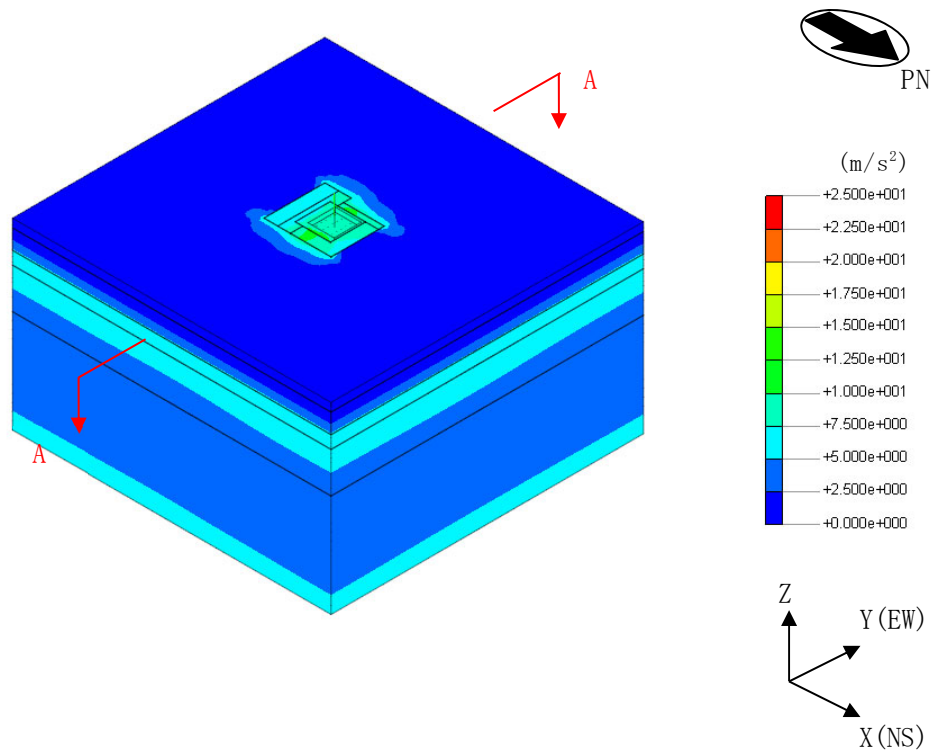 A
PN
(m/s²)
+2.500e+001
+2.250e+001
+2.000e+001
+1.750e+001
+1.500e+001
+1.250e+001
+1.000e+001
+7.500e+000
+5.000e+000
+2.500e+000
+0.000e+000
A
Z
Y(EW)
X(NS)